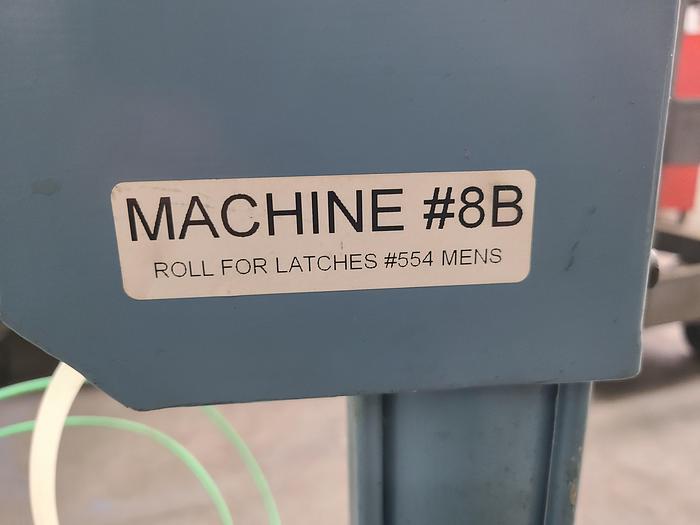 MACHINE #8B
ROLL FOR LATCHES #554 MENS